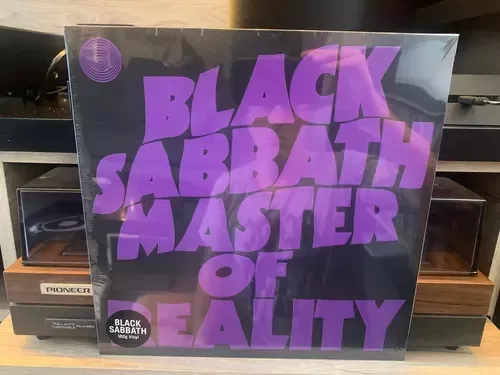 BLACK
SABBATH
MASTER
OF
REALITY
BLACK
SABBATH
180g Vinyl
PIONEER